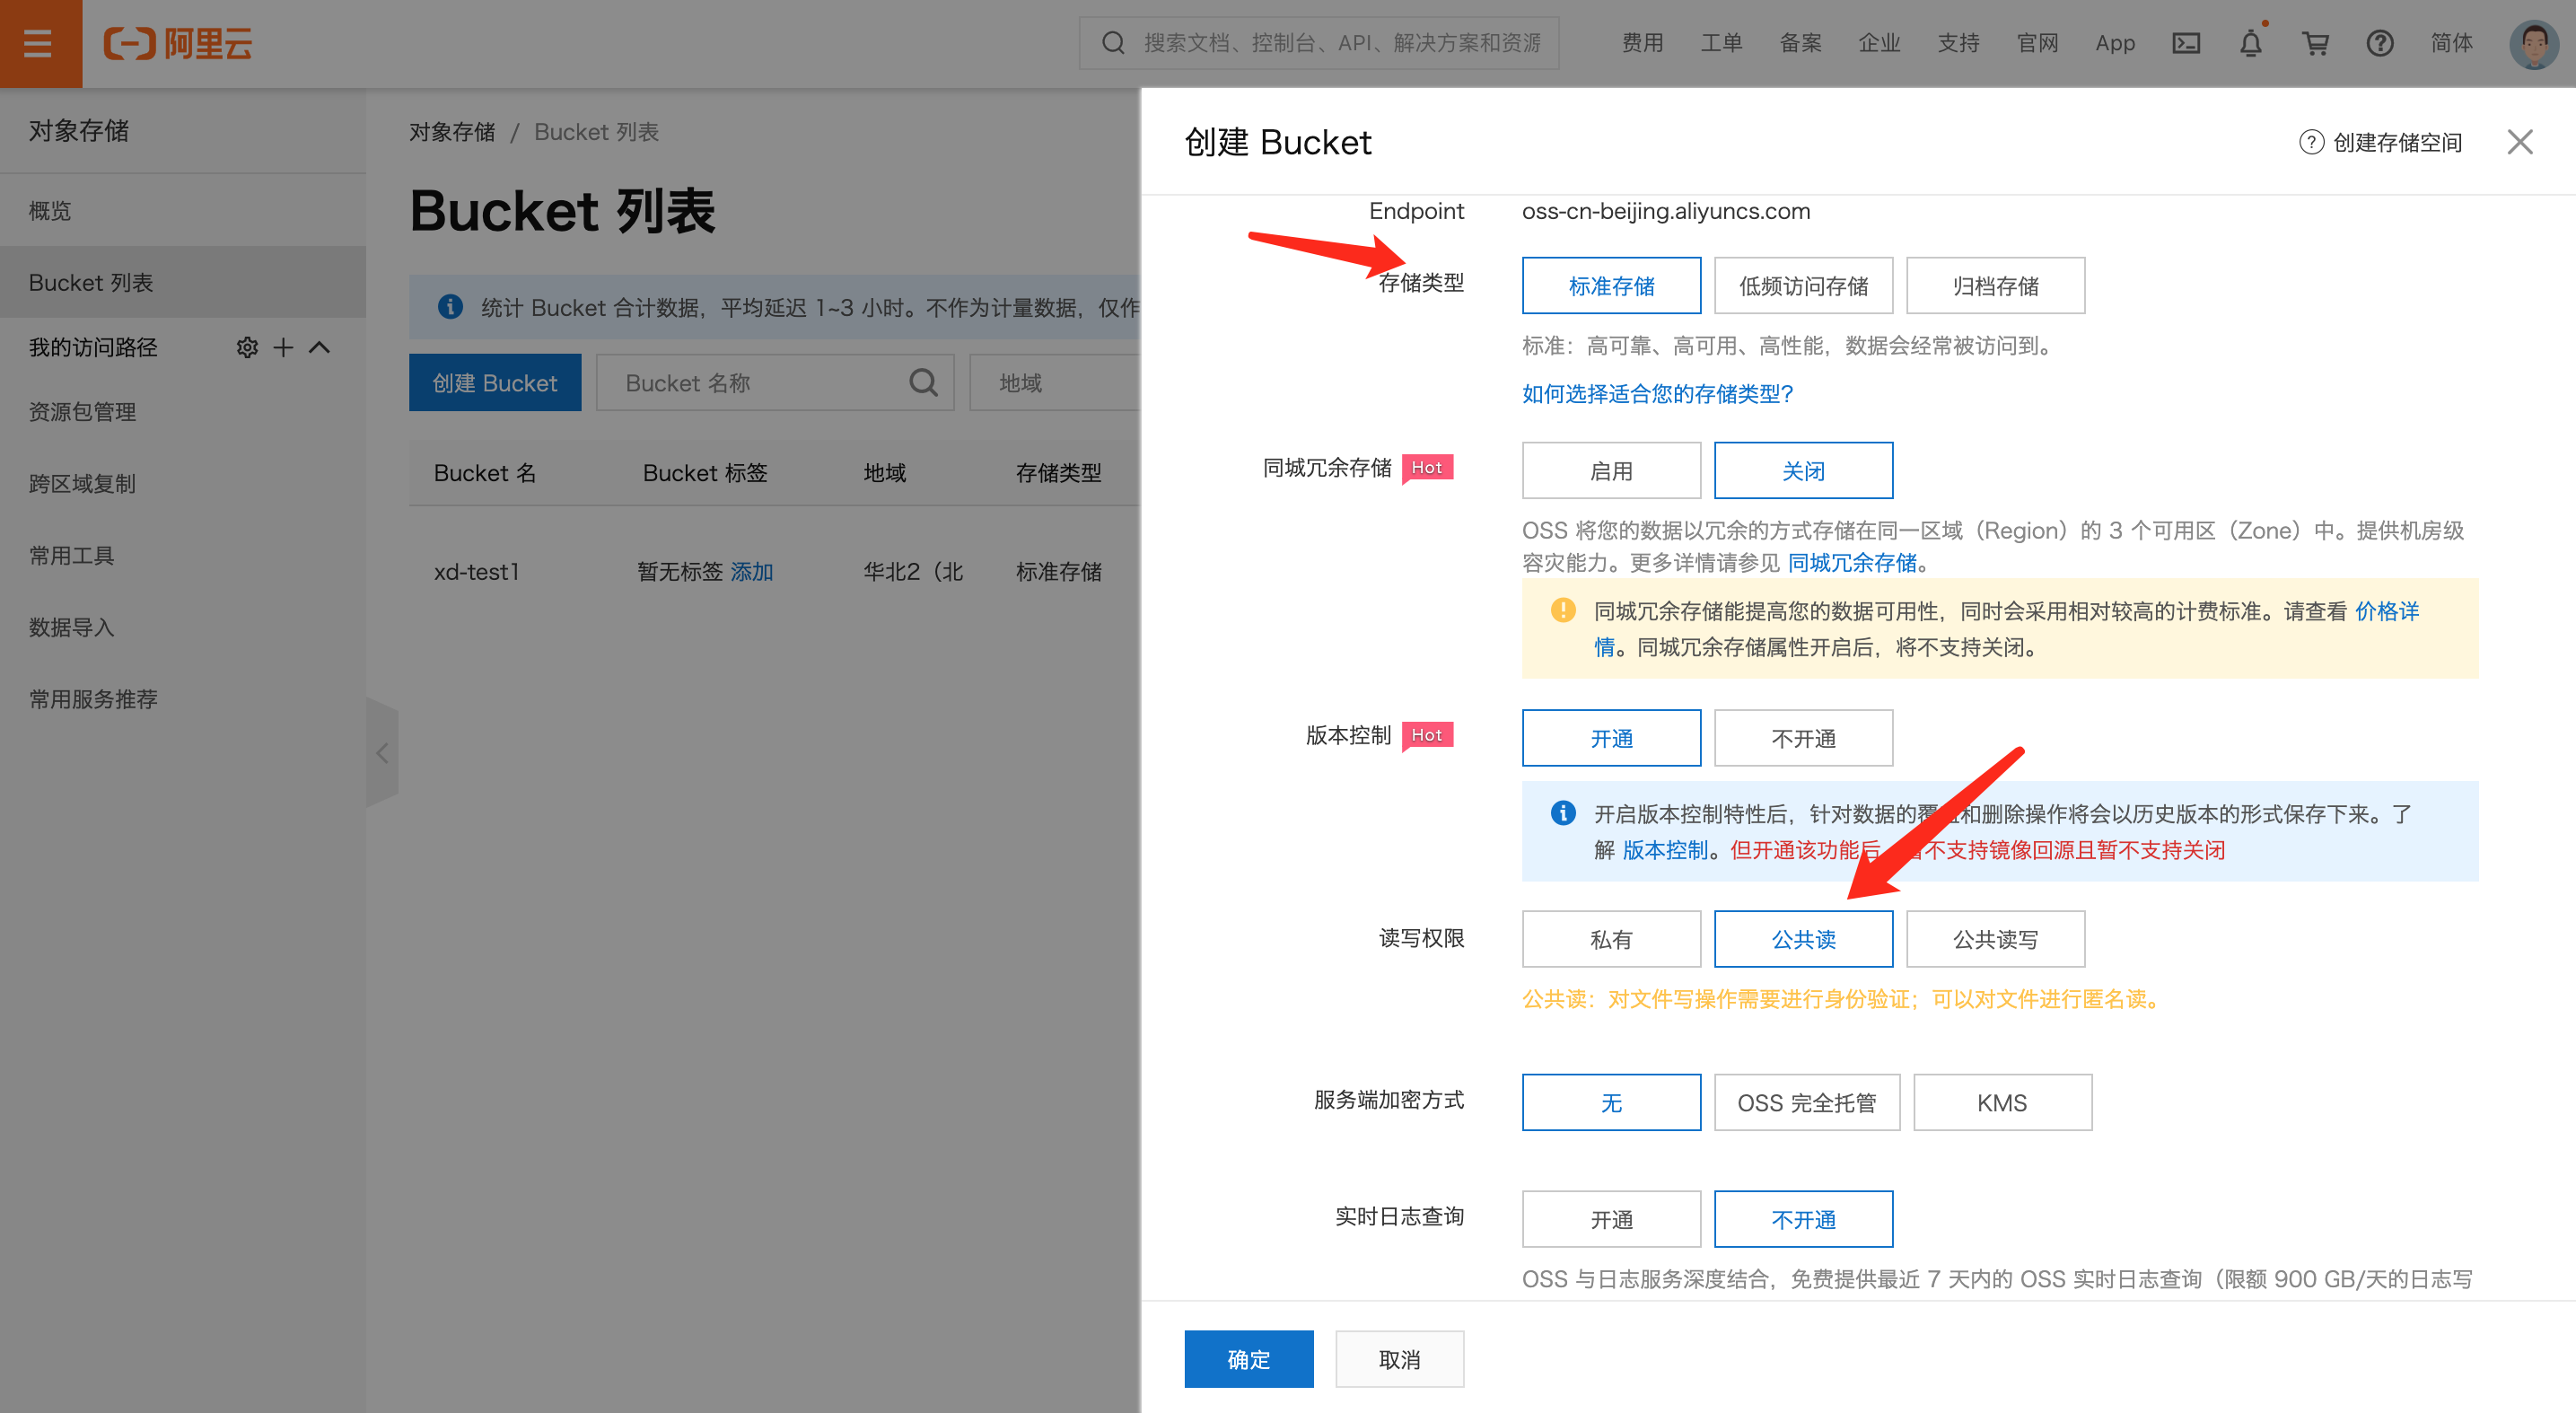 阿里云
搜索文档、控制台、API、解决方案和资源
费用
工单
备案
企业
支持
官网
App
简体
对象存储
概览
Bucket 列表
我的访问路径
资源包管理
跨区域复制
常用工具
数据导入
常用服务推荐
对象存储 / Bucket 列表
Bucket 列表
统计 Bucket 合计数据，平均延迟 1~3 小时。不作为计量数据，仅作
创建 Bucket
Bucket 名称
地域
Bucket 名
Bucket 标签
地域
存储类型
xd-test1
暂无标签 添加
华北2（北
标准存储
创建 Bucket
创建存储空间
Endpoint
oss-cn-beijing.aliyuncs.com
存储类型
标准存储
低频访问存储
归档存储
标准：高可靠、高可用、高性能，数据会经常被访问到。
如何选择适合您的存储类型?
同城冗余存储
Hot
启用
关闭
OSS 将您的数据以冗余的方式存储在同一区域（Region）的 3 个可用区（Zone）中。提供机房级
容灾能力。更多详情请参见 同城冗余存储。
同城冗余存储能提高您的数据可用性，同时会采用相对较高的计费标准。请查看 价格详
情。同城冗余存储属性开启后，将不支持关闭。
版本控制
Hot
开通
不开通
开启版本控制特性后，针对数据的和删除操作将会以历史版本的形式保存下来。了
解 版本控制。但开通该功能后不支持镜像回源且暂不支持关闭
读写权限
私有
公共读
公共读写
公共读：对文件写操作需要进行身份验证；可以对文件进行匿名读。
服务端加密方式
无
OSS 完全托管
KMS
实时日志查询
开通
不开通
OSS 与日志服务深度结合，免费提供最近 7 天内的 OSS 实时日志查询（限额 900 GB/天的日志写
确定
取消